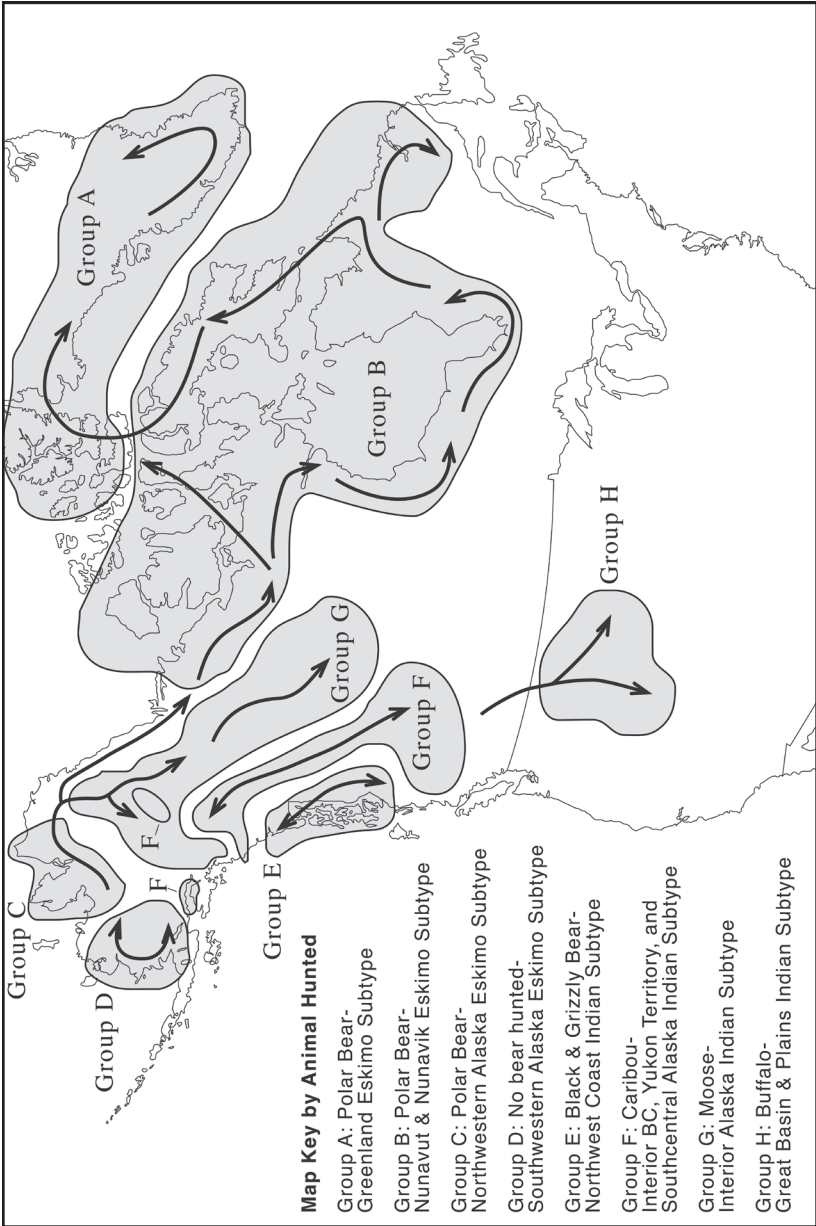 Group A
Group B
Group C
Group D
Group E
Group F
F
F
Group G
Group H
Map Key by Animal Hunted
Group A: Polar Bear-
Greenland Eskimo Subtype
Group B: Polar Bear-
Nunavut & Nunavik Eskimo Subtype
Group C: Polar Bear-
Northwestern Alaska Eskimo Subtype
Group D: No bear hunted-
Southwestern Alaska Eskimo Subtype
Group E: Black & Grizzly Bear-
Northwest Coast Indian Subtype
Group F: Caribou-
Interior BC, Yukon Territory, and
Southcentral Alaska Indian Subtype
Group G: Moose-
Interior Alaska Indian Subtype
Group H: Buffalo-
Great Basin & Plains Indian Subtype